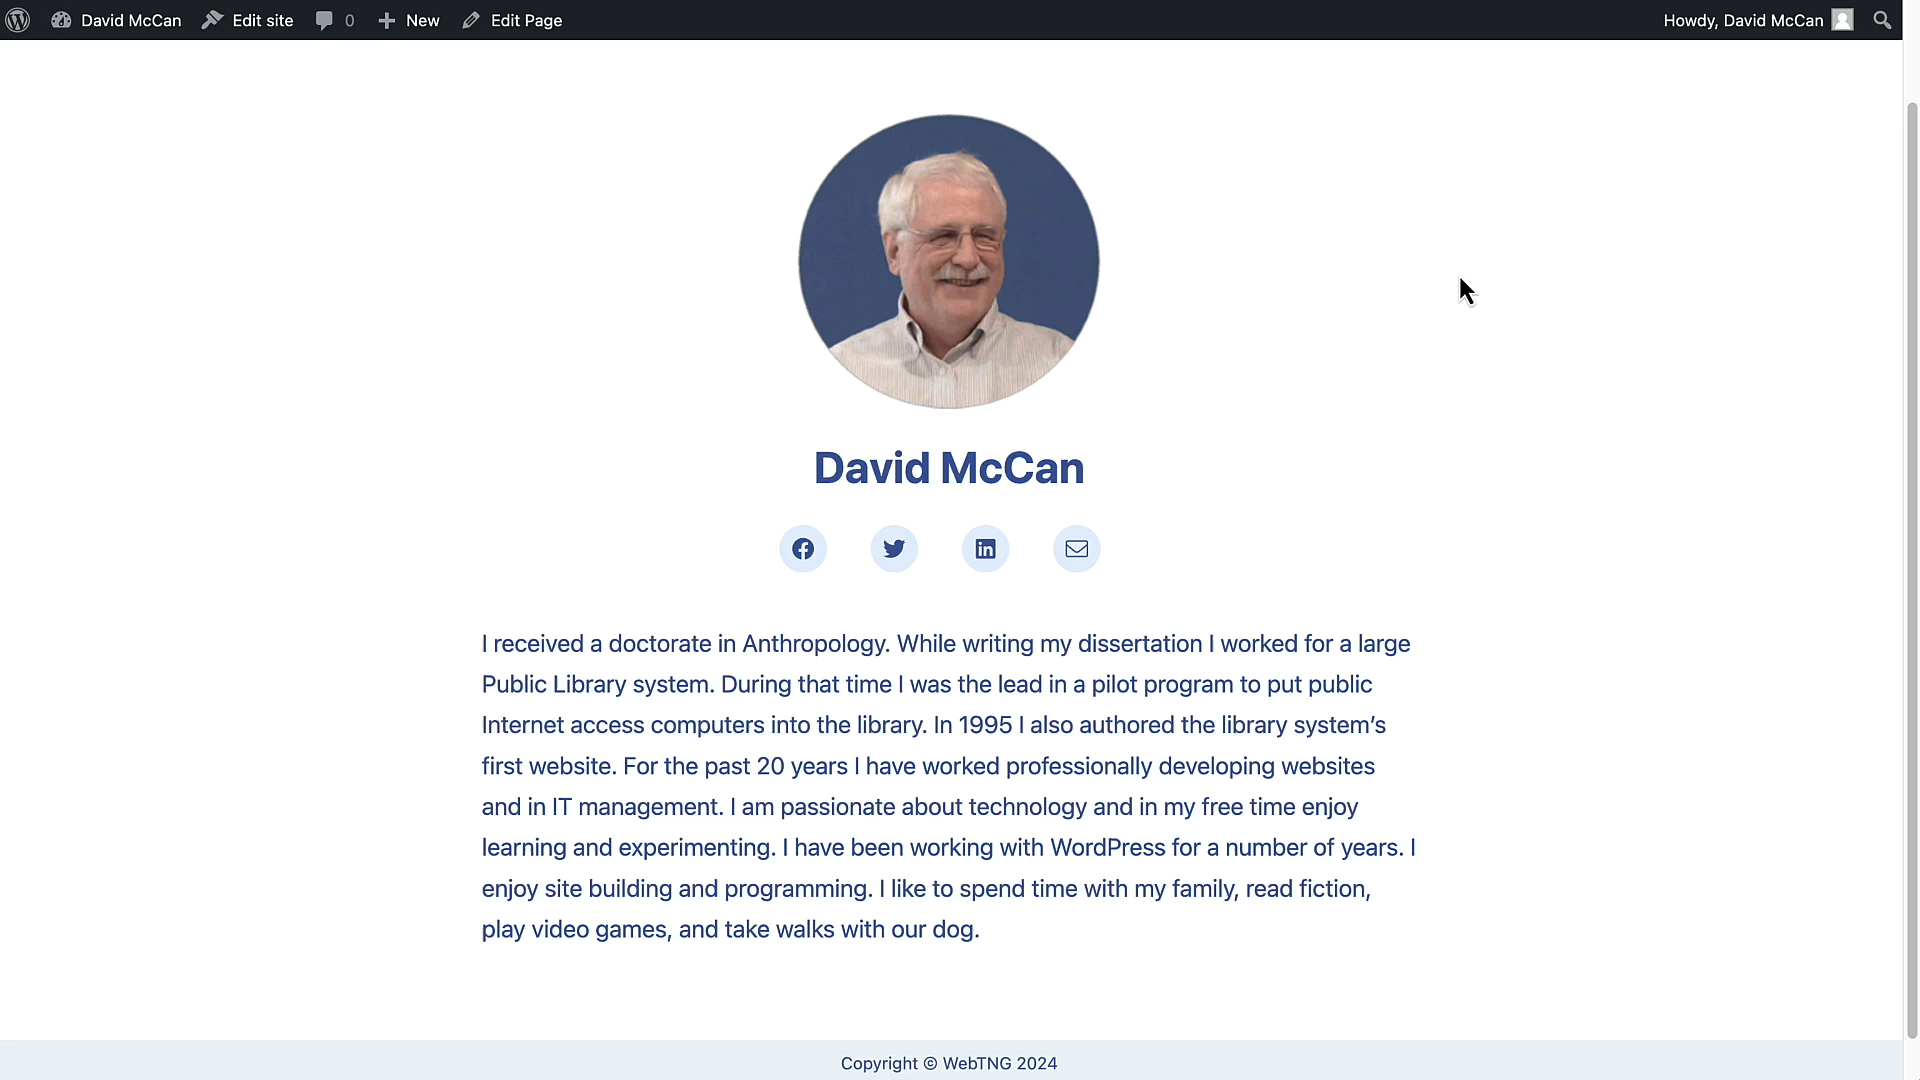 David McCan Edit site 0 New Edit Page Howdy, David McCan
David McCan
I received a doctorate in Anthropology. While writing my dissertation I worked for a large
Public Library system. During that time I was the lead in a pilot program to put public
Internet access computers into the library. In 1995 I also authored the library system’s
first website. For the past 20 years I have worked professionally developing websites
and in IT management. I am passionate about technology and in my free time enjoy
learning and experimenting. I have been working with WordPress for a number of years. I
enjoy site building and programming. I like to spend time with my family, read fiction,
play video games, and take walks with our dog.
Copyright © WebTNG 2024